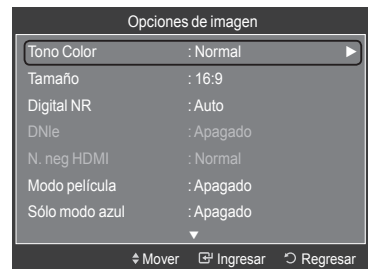 Opciones de imagen
Tono Color : Normal ►
Tamaño : 16:9
Digital NR : Auto
DNIe : Apagado
N. neg HDMI : Normal
Modo película : Apagado
Sólo modo azul : Apagado
▼
Mover Ingresar Regresar